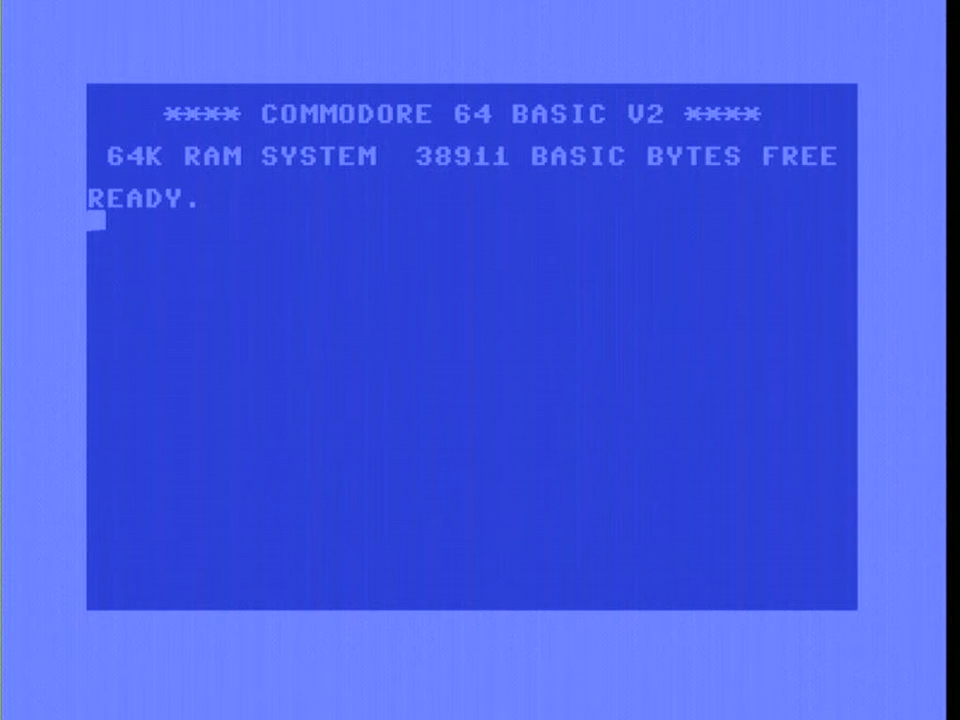 **** COMMODORE 64 BASIC V2 ****
64K RAM SYSTEM  38911 BASIC BYTES FREE
READY.